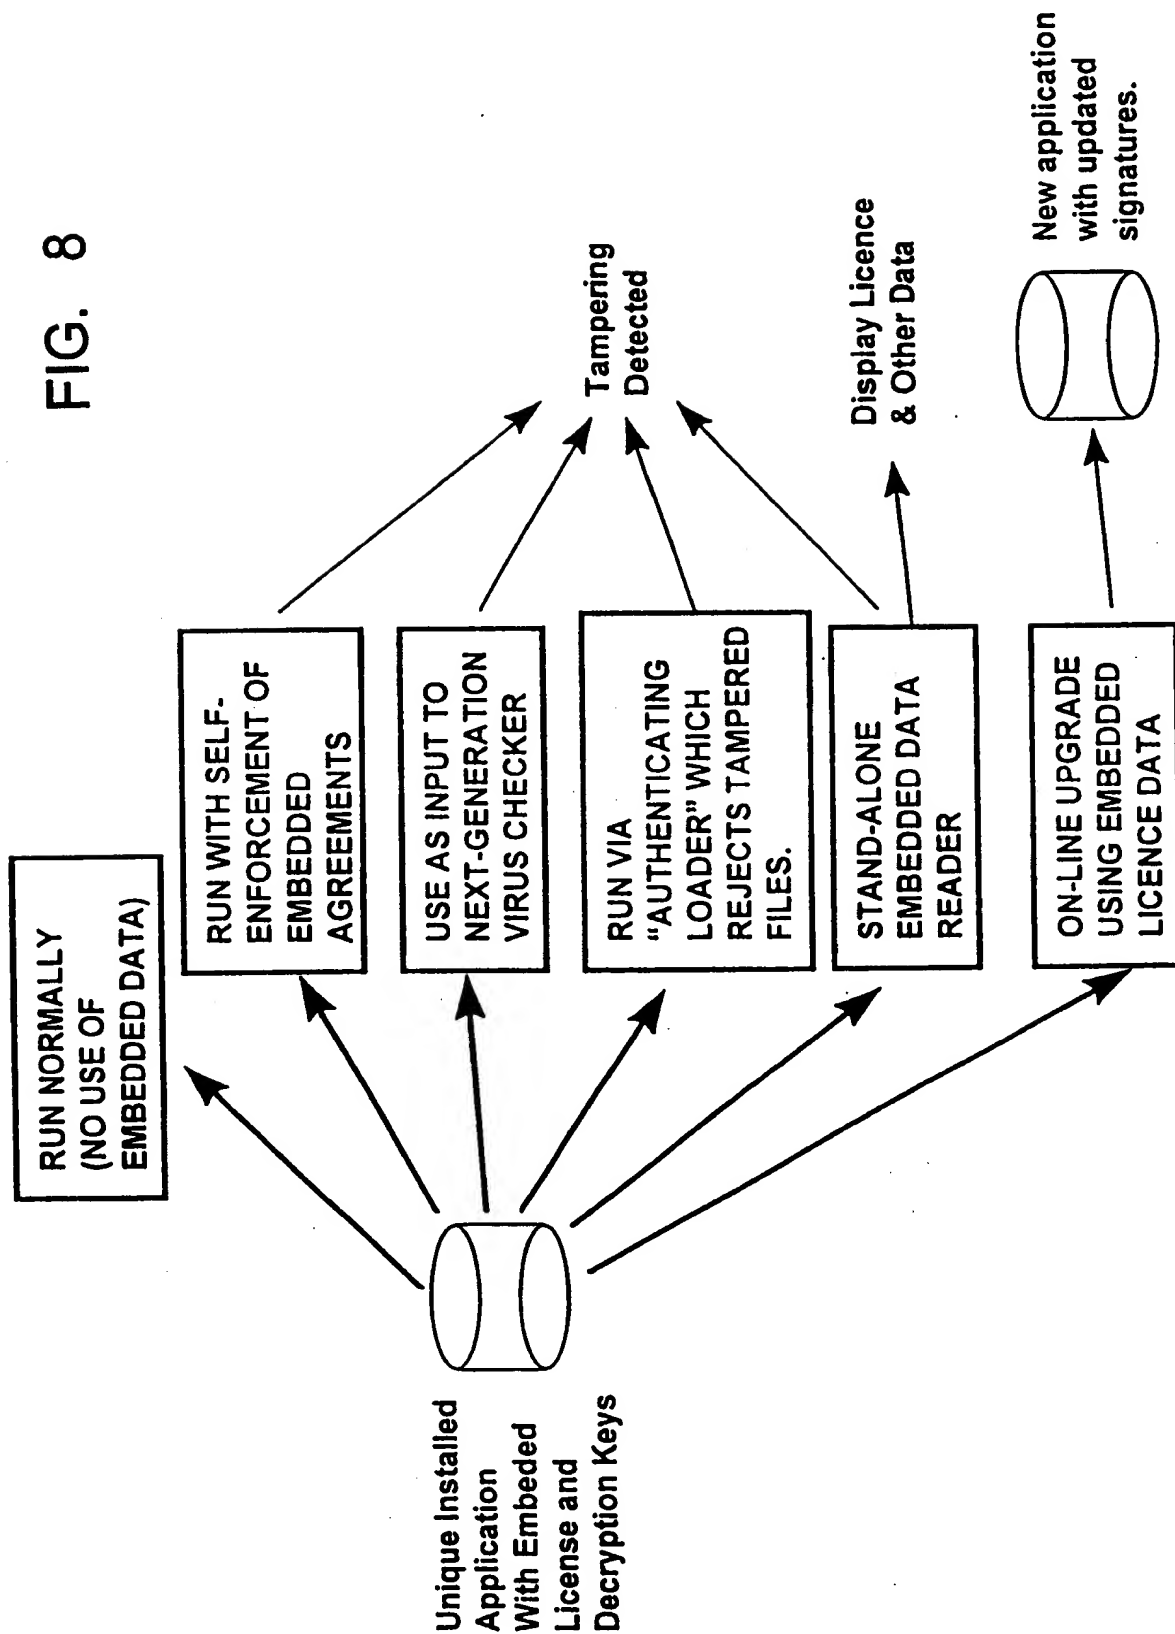 FIG. 8
RUN NORMALLY
(NO USE OF
EMBEDDED DATA)
RUN WITH SELF-
ENFORCEMENT OF
EMBEDDED
AGREEMENTS
USE AS INPUT TO
NEXT-GENERATION
VIRUS CHECKER
RUN VIA
“AUTHENTICATING
LOADER” WHICH
REJECTS TAMPERED
FILES.
STAND-ALONE
EMBEDDED DATA
READER
ON-LINE UPGRADE
USING EMBEDDED
LICENCE DATA
Unique Installed
Application
With Embeded
License and
Decryption Keys
Tampering
Detected
Display Licence
& Other Data
New application
with updated
signatures.